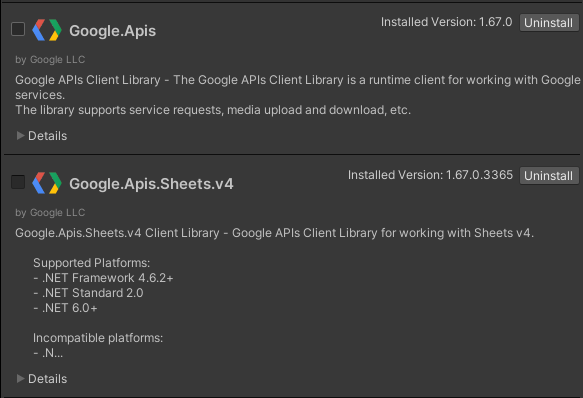 Google.Apis
Installed Version: 1.67.0
Uninstall
by Google LLC
Google APIs Client Library - The Google APIs Client Library is a runtime client for working with Google
services.
The library supports service requests, media upload and download, etc.
Details
Google.Apis.Sheets.v4
Installed Version: 1.67.0.3365
Uninstall
by Google LLC
Google.Apis.Sheets.v4 Client Library - Google APIs Client Library for working with Sheets v4.
Supported Platforms:
- .NET Framework 4.6.2+
- .NET Standard 2.0
- .NET 6.0+
Incompatible platforms:
- .N...
Details